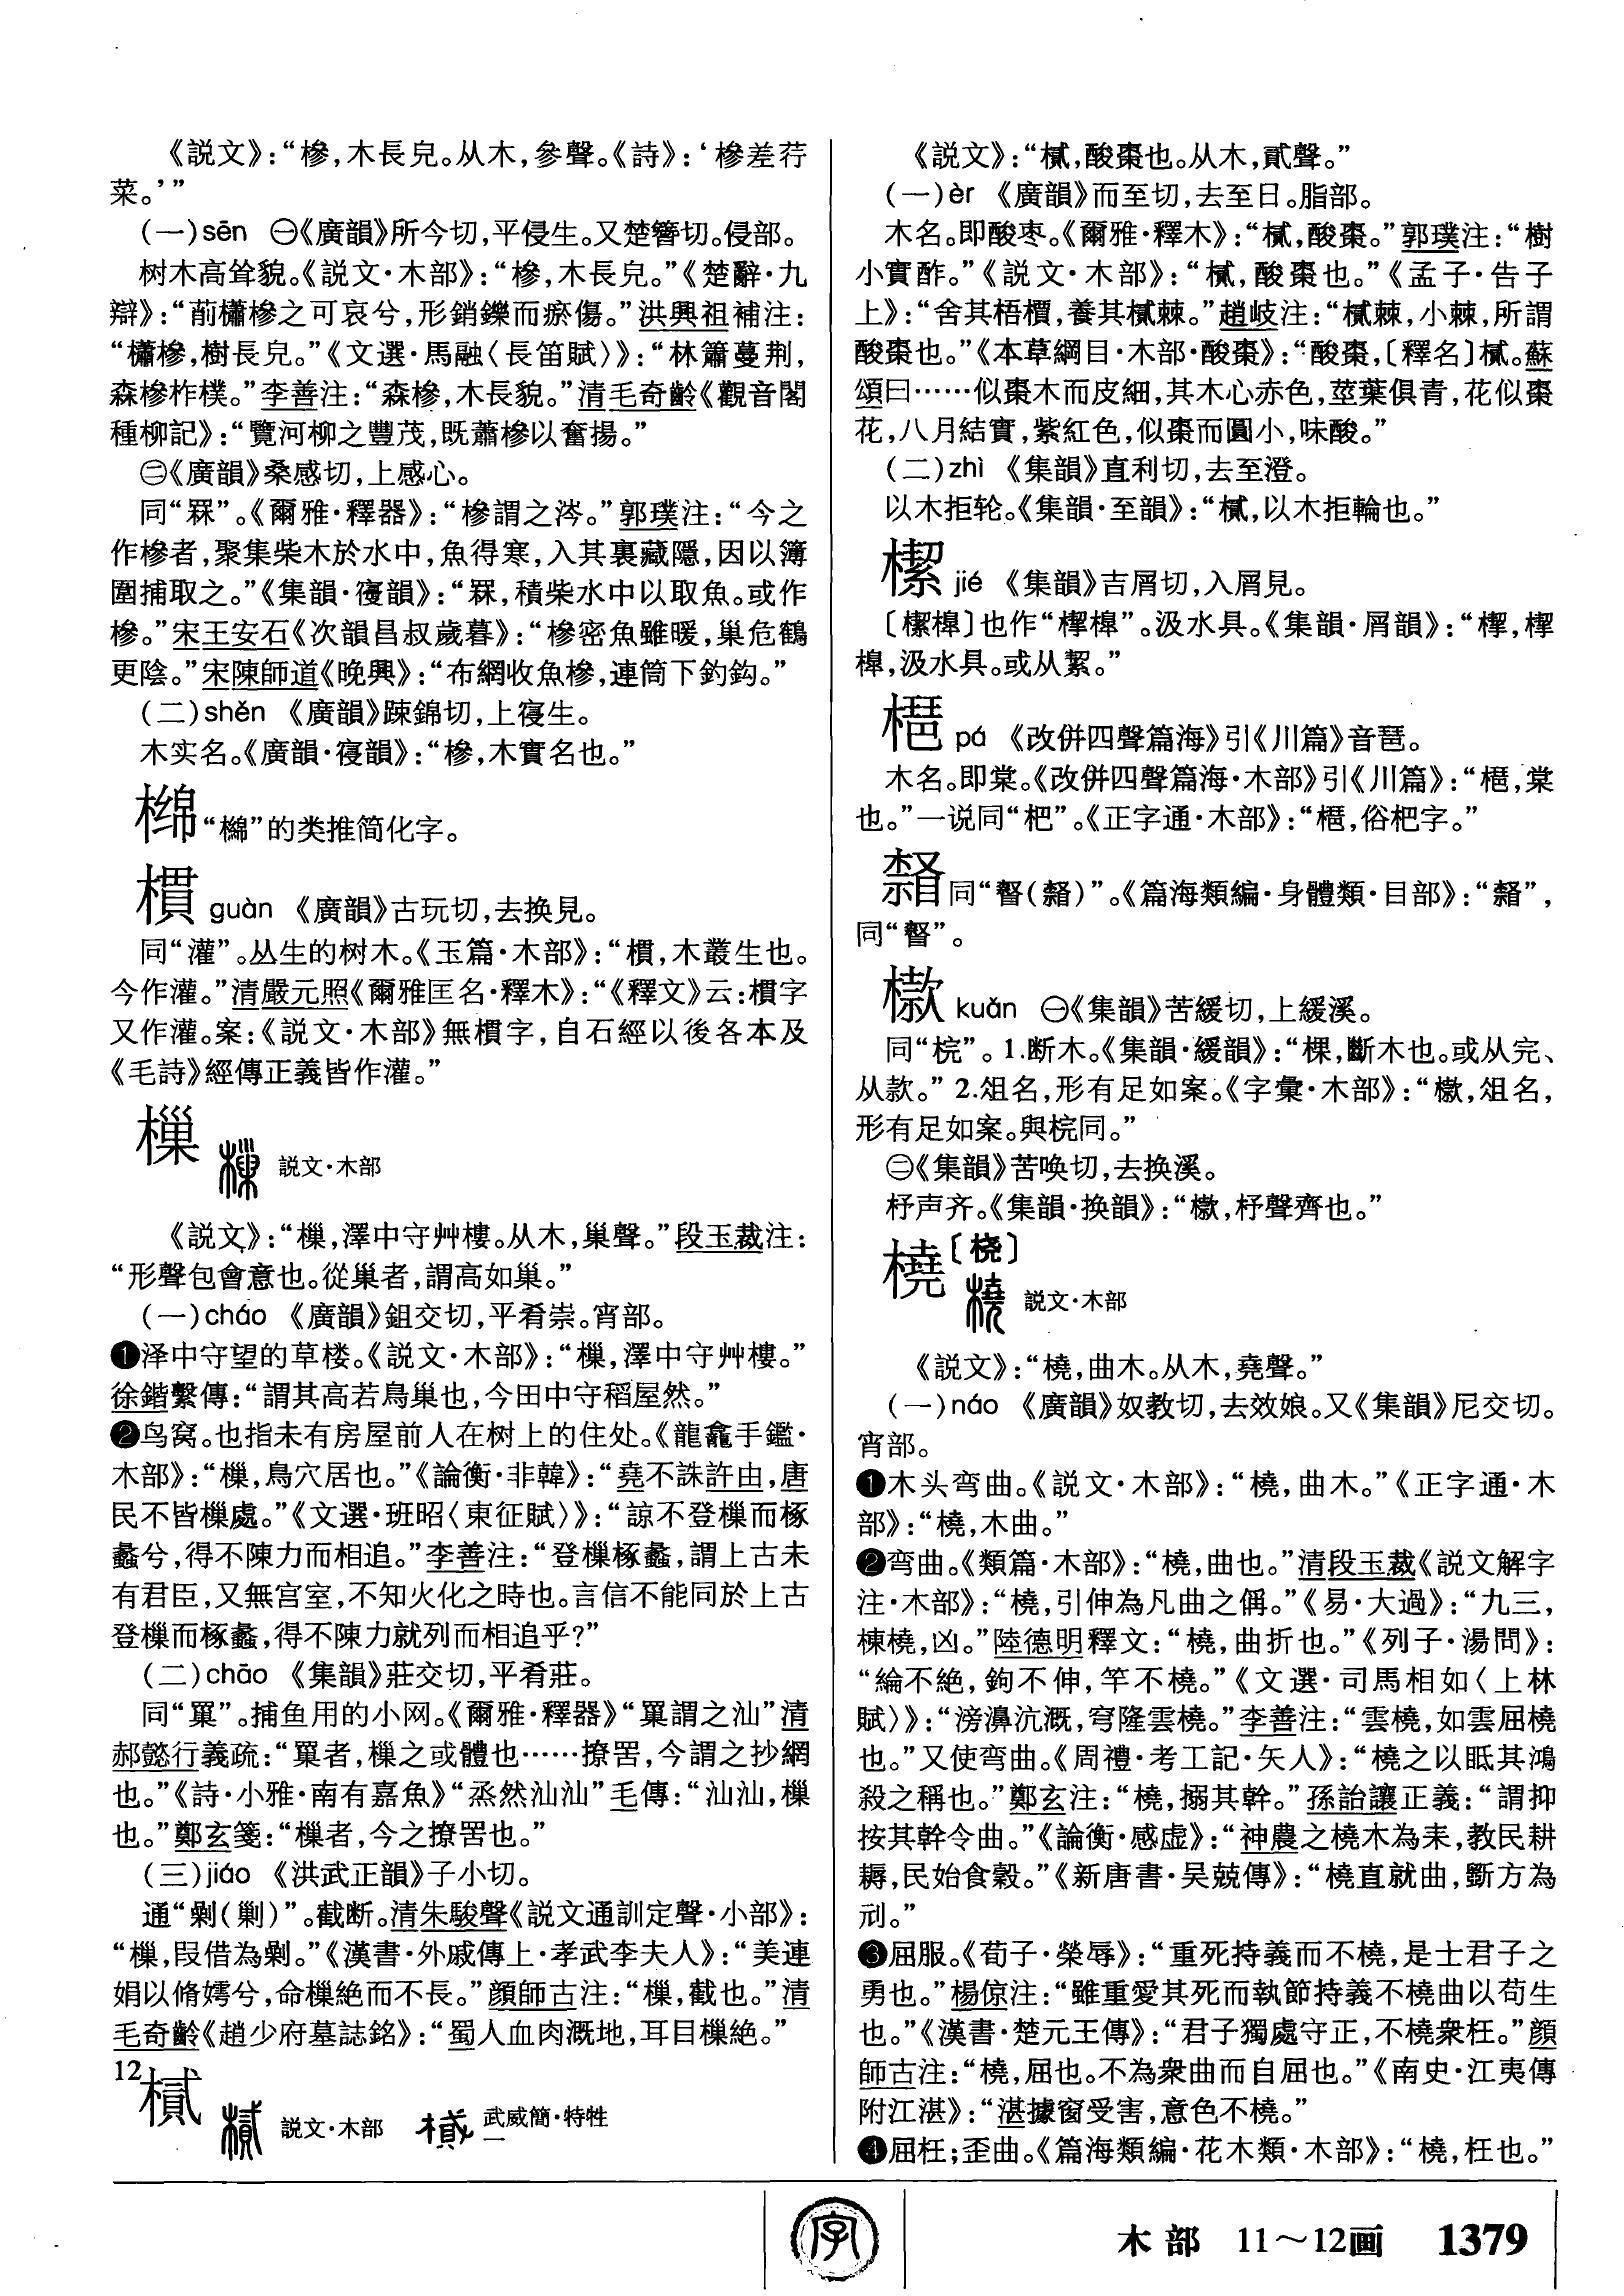 《説文》：“槮，木長皃。从木，參聲。《詩》：‘槮差荇
菜。’”
（一）sēn ㊀《廣韻》所今切，平侵生。又楚簪切。侵部。
树木高耸貌。《説文·木部》：“槮，木長皃。”《楚辭·九
辯》：“萷櫹槮之可哀兮，形銷鑠而瘀傷。”洪興祖補注：
“櫹槮，樹長皃。”《文選·馬融〈長笛賦〉》：“林簫蔓荆，
森槮柞樸。”李善注：“森槮，木長貌。”清毛奇齡《觀音閣
種柳記》：“覽河柳之豐茂，既蕭槮以奮揚。”
㊁《廣韻》桑感切，上感心。
同“罧”。《爾雅·釋器》：“槮謂之涔。”郭璞注：“今之
作槮者，聚集柴木於水中，魚得寒，入其裏藏隱，因以簿
圍捕取之。”《集韻·𡪢韻》：“罧，積柴水中以取魚。或作
槮。”宋王安石《次韻昌叔歲暮》：“槮密魚雖暖，巢危鶴
更陰。”宋陳師道《晚興》：“布網收魚槮，連筒下釣鈎。”
（二）shěn 《廣韻》踈錦切，上寑生。
木实名。《廣韻·寑韻》：“槮，木實名也。”
“櫋”的类推简化字。
樌 guàn 《廣韻》古玩切，去换見。
同“灌”。丛生的树木。《玉篇·木部》：“樌，木叢生也。
今作灌。”清嚴元照《爾雅匡名·釋木》：“《釋文》云：樌字
又作灌。案：《説文·木部》無樌字，自石經以後各本及
《毛詩》經傳正義皆作灌。”
樔 樔 説文·木部
《説文》：“樔，澤中守艸樓。从木，巢聲。”段玉裁注：
“形聲包會意也。從巢者，謂高如巢。”
（一）cháo 《廣韻》鉏交切，平肴崇。宵部。
❶泽中守望的草楼。《説文·木部》：“樔，澤中守艸樓。”
徐鍇繫傳：“謂其高若鳥巢也，今田中守稻屋然。”
❷鸟窝。也指未有房屋前人在树上的住处。《龍龕手鑑·
木部》：“樔，鳥穴居也。”《論衡·非韓》：“堯不誅許由，唐
民不皆樔處。”《文選·班昭〈東征賦〉》：“諒不登樔而椓
蠡兮，得不陳力而相追。”李善注：“登樔椓蠡，謂上古未
有君臣，又無宫室，不知火化之時也。言信不能同於上古
登樔而椓蠡，得不陳力就列而相追乎？”
（二）chāo 《集韻》莊交切，平肴莊。
同“罺”。捕鱼用的小网。《爾雅·釋器》“罺謂之汕”清
郝懿行義疏：“罺者，樔之或體也……撩罟，今謂之抄網
也。”《詩·小雅·南有嘉魚》“烝然汕汕”毛傳：“汕汕，樔
也。”鄭玄箋：“樔者，今之撩罟也。”
（三）jiáo 《洪武正韻》子小切。
通“剿（剿）”。截断。清朱駿聲《説文通訓定聲·小部》：
“樔，叚借為剿。”《漢書·外戚傳上·孝武李夫人》：“美連
娟以脩嫮兮，命樔絶而不長。”顔師古注：“樔，截也。”清
毛奇齡《趙少府墓誌銘》：“蜀人血肉溉地，耳目樔絶。”
12樲 樲 説文·木部 樲 武威簡·特牲一
《説文》：“樲，酸棗也。从木，貳聲。”
（一）èr 《廣韻》而至切，去至日。脂部。
木名。即酸枣。《爾雅·釋木》：“樲，酸棗。”郭璞注：“樹
小實酢。”《説文·木部》：“樲，酸棗也。”《孟子·告子
上》：“舍其梧檟，養其樲棘。”趙岐注：“樲棘，小棘，所謂
酸棗也。”《本草綱目·木部·酸棗》：“酸棗，〔釋名〕樲。蘇
頌曰……似棗木而皮細，其木心赤色，莖葉俱青，花似棗
花，八月結實，紫紅色，似棗而圓小，味酸。”
（二）zhì 《集韻》直利切，去至澄。
以木拒轮。《集韻·至韻》：“樲，以木拒輪也。”
㮮 jié 《集韻》吉屑切，入屑見。
〔㮮槔〕也作“㮮槔”。汲水具。《集韻·屑韻》：“㮮，㮮
槔，汲水具。或从絜。”
pá 《改併四聲篇海》引《川篇》音琶。
木名。即棠。《改併四聲篇海·木部》引《川篇》：“棠
也。”一说同“杷”。《正字通·木部》：“俗杷字。”
同“督”。《篇海類編·身體類·目部》：
同“督”。
㯘 kuǎn ㊀《集韻》苦緩切，上緩溪。
同“梡”。1.断木。《集韻·緩韻》：“棵，斷木也。或从完、
从款。” 2.俎名，形有足如案。《字彙·木部》：“㯘，俎名，
形有足如案。與梡同。”
㊁《集韻》苦唤切，去换溪。
杼声齐。《集韻·换韻》：“㯘，杼聲齊也。”
橈〔桡〕 橈 説文·木部
《説文》：“橈，曲木。从木，堯聲。”
（一）náo 《廣韻》奴教切，去效娘。又《集韻》尼交切。
宵部。
❶木头弯曲。《説文·木部》：“橈，曲木。”《正字通·木
部》：“橈，木曲。”
❷弯曲。《類篇·木部》：“橈，曲也。”清段玉裁《説文解字
注·木部》：“橈，引伸為凡曲之偁。”《易·大過》：“九三，
棟橈，凶。”陸德明釋文：“橈，曲折也。”《列子·湯問》：
“綸不絶，鉤不伸，竿不橈。”《文選·司馬相如〈上林
賦〉》：“滂濞沆溉，穹隆雲橈。”李善注：“雲橈，如雲屈橈
也。”又使弯曲。《周禮·考工記·矢人》：“橈之以眡其鴻
殺之稱也。”鄭玄注：“橈，搦其幹。”孫詒讓正義：“謂抑
按其幹令曲。”《論衡·感虚》：“神農之橈木為耒，教民耕
耨，民始食穀。”《新唐書·吴兢傳》：“橈直就曲，斲方為
刓。”
❸屈服。《荀子·榮辱》：“重死持義而不橈，是士君子之
勇也。”楊倞注：“雖重愛其死而執節持義不橈曲以苟生
也。”《漢書·楚元王傳》：“君子獨處守正，不橈衆枉。”顔
師古注：“橈，屈也。不為衆曲而自屈也。”《南史·江夷傳
附江湛》：“湛據窗受害，意色不橈。”
❹屈枉；歪曲。《篇海類編·花木類·木部》：“橈，枉也。”
字
木部 11～12画 1379